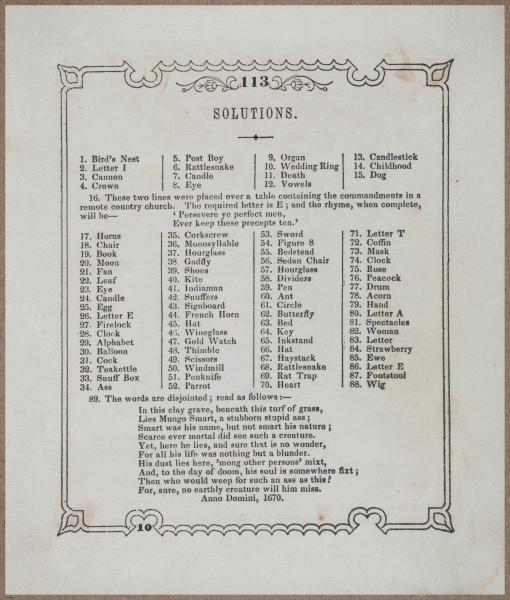 113
SOLUTIONS.
1. Bird's Nest
2. Letter I
3. Cannen
4. Crown
5. Post Boy
6. Rattlesnake
7. Candle
8. Eye
9. Organ
10. Wedding Ring
11. Death
12. Vowels
13. Candlestick
14. Childhood
15. Dog
16. These two lines were placed over a table containing the commandments in a
remote country church. The required letter is E; and the rhyme, when complete,
will be— ' Persevere ye perfect men,
Ever keep these precepts ten.'
17. Horns
18. Chair
19. Book
20. Moon
21. Fan
22. Leaf
23. Eye
24. Candle
25. Egg
26. Letter E
27. Firelock
28. Clock
29. Alphabet
30. Balloon
31. Cock
32. Teakettle
33. Snuff Box
34. Ass
35. Corkscrew
36. Monosyllable
37. Hourglass
38. Gadfly
39. Shoes
40. Kite
41. Indiaman
42. Snuffers
43. Signboard
44. French Horn
45. Hat
46. Wineglass
47. Gold Watch
48. Thimble
49. Scissors
50. Windmill
51. Penknife
52. Parrot
53. Sword
54. Figure 8
55. Bedstead
56. Sedan Chair
57. Hourglass
58. Dividers
59. Pen
60. Ant
61. Circle
62. Butterfly
63. Bed
64. Key
65. Inkstand
66. Hat
67. Haystack
68. Rattlesnake
69. Rat Trap
70. Heart
71. Letter T
72. Coffin
73. Mask
74. Clock
75. Rose
76. Peacock
77. Drum
78. Acorn
79. Hand
80. Letter A
81. Spectacles
82. Woman
83. Letter
84. Strawberry
85. Ewe
86. Letter E
87. Footstool
88. Wig
89. The words are disjointed; read as follows:—
In this clay grave, beneath this turf of grass,
Lies Mungo Smart, a stubborn stupid ass;
Smart was his name, but not smart his nature;
Scarce ever mortal did see such a creature.
Yet, here he lies, and sure that is no wonder,
For all his life was nothing but a blunder.
His dust lies here, 'mong other persons' mixt,
And, to the day of doom, his soul is somewhere fixt;
Then who would weep for such an ass as this?
For, sure, no earthly creature will him miss.
Anno Domini, 1670.
10